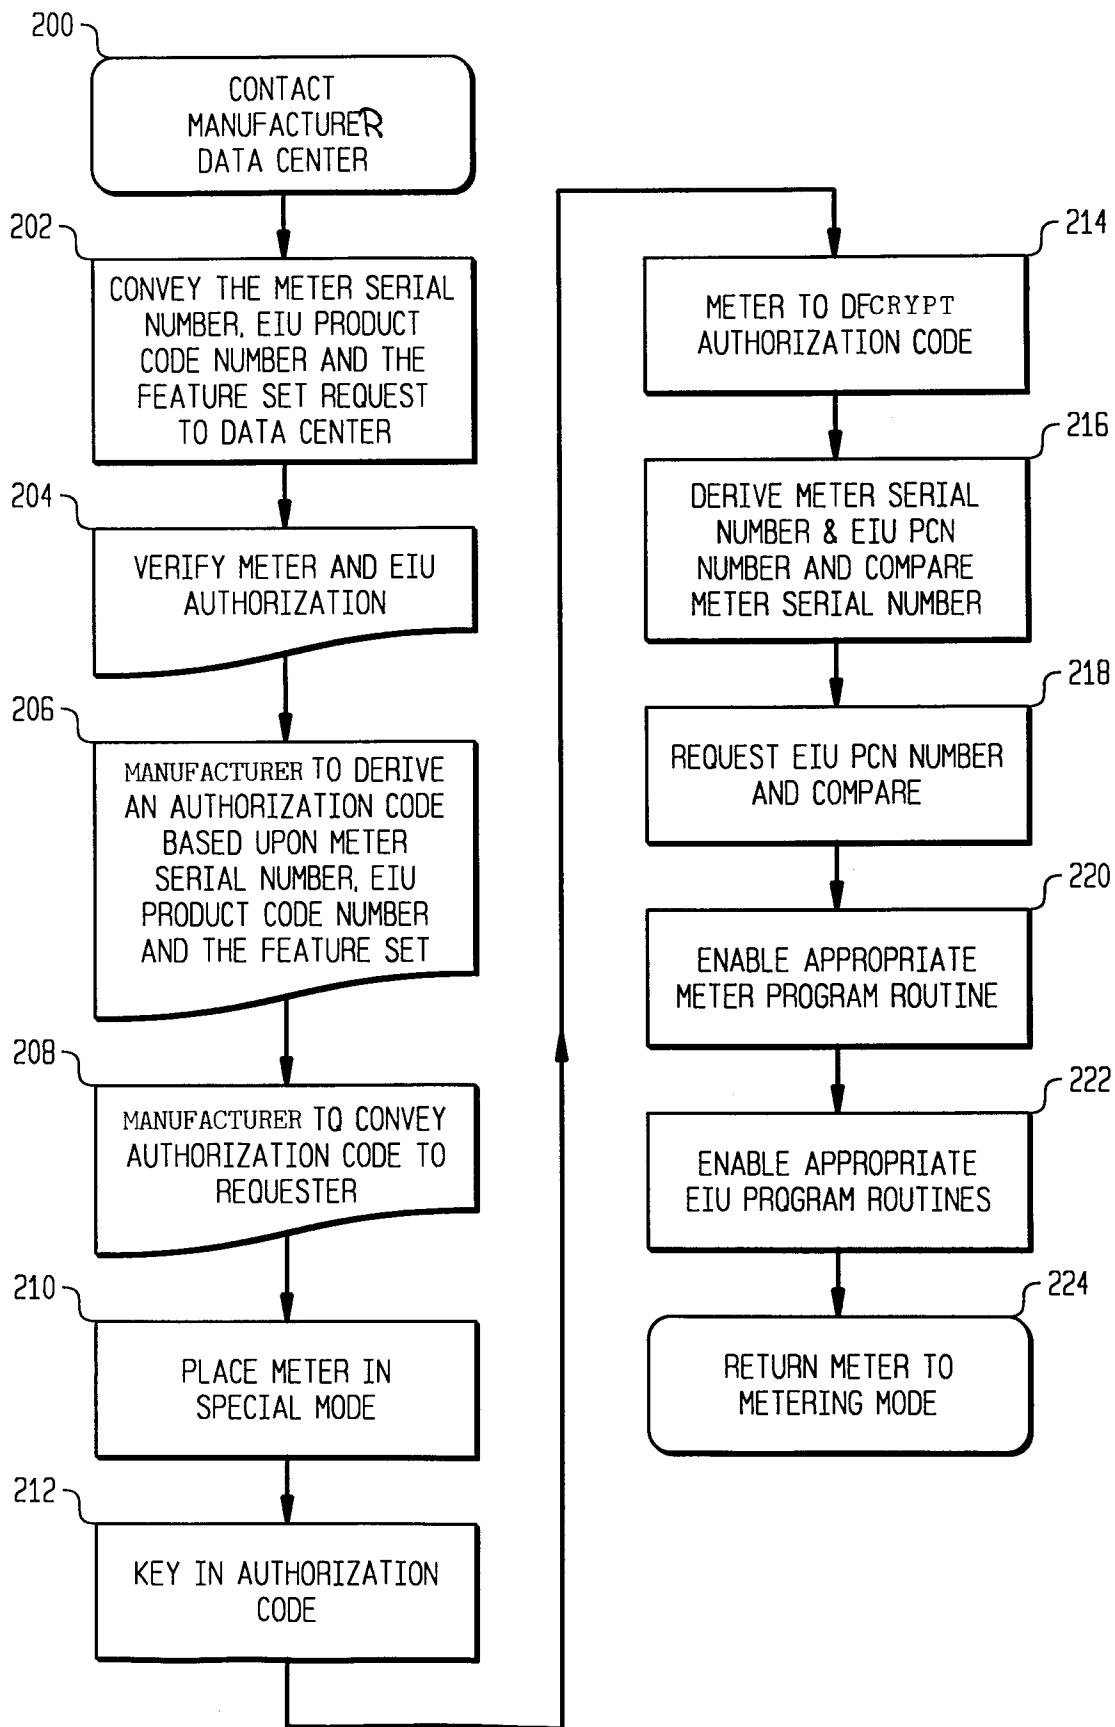 200
CONTACT
MANUFACTURER
DATA CENTER
202
CONVEY THE METER SERIAL
NUMBER, EIU PRODUCT
CODE NUMBER AND THE
FEATURE SET REQUEST
TO DATA CENTER
204
VERIFY METER AND EIU
AUTHORIZATION
206
MANUFACTURER TO DERIVE
AN AUTHORIZATION CODE
BASED UPON METER
SERIAL NUMBER, EIU
PRODUCT CODE NUMBER
AND THE FEATURE SET
208
MANUFACTURER TO CONVEY
AUTHORIZATION CODE TO
REQUESTER
210
PLACE METER IN
SPECIAL MODE
212
KEY IN AUTHORIZATION
CODE
214
METER TO DECRYPT
AUTHORIZATION CODE
216
DERIVE METER SERIAL
NUMBER & EIU PCN
NUMBER AND COMPARE
METER SERIAL NUMBER
218
REQUEST EIU PCN NUMBER
AND COMPARE
220
ENABLE APPROPRIATE
METER PROGRAM ROUTINE
222
ENABLE APPROPRIATE
EIU PROGRAM ROUTINES
224
RETURN METER TO
METERING MODE